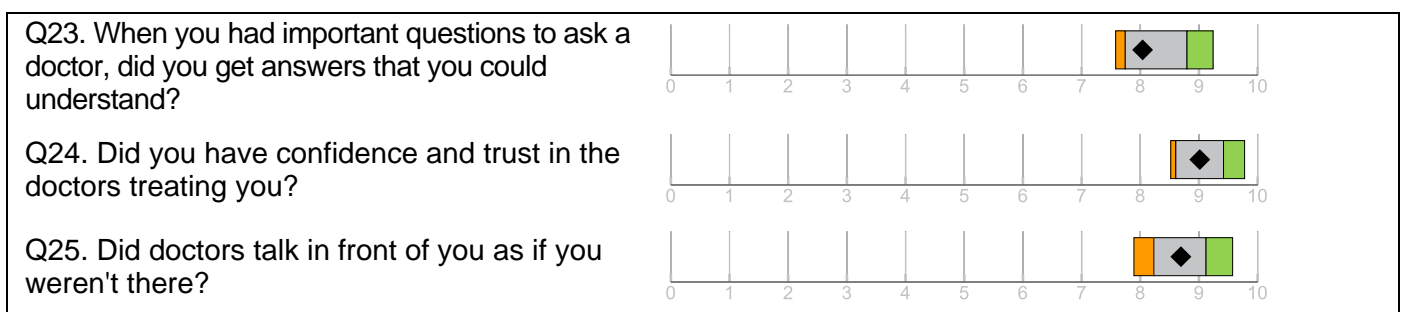 Q23. When you had important questions to ask a
doctor, did you get answers that you could
understand?
0 1 2 3 4 5 6 7 8 9 10
Q24. Did you have confidence and trust in the
doctors treating you?
0 1 2 3 4 5 6 7 8 9 10
Q25. Did doctors talk in front of you as if you
weren't there?
0 1 2 3 4 5 6 7 8 9 10